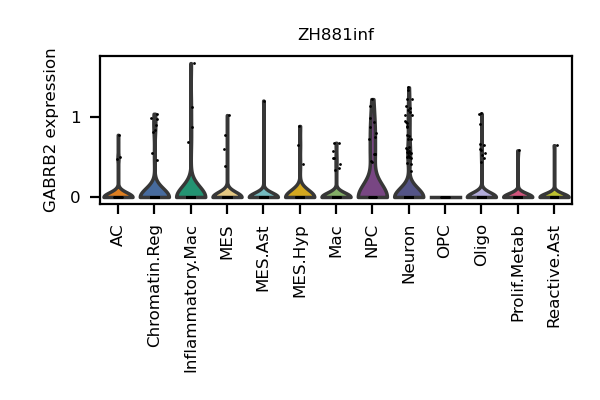 ZH881inf
GABRB2 expression
1
0
AC
Chromatin.Reg
Inflammatory.Mac
MES
MES.Ast
MES.Hyp
Mac
NPC
Neuron
OPC
Oligo
Prolif.Metab
Reactive.Ast